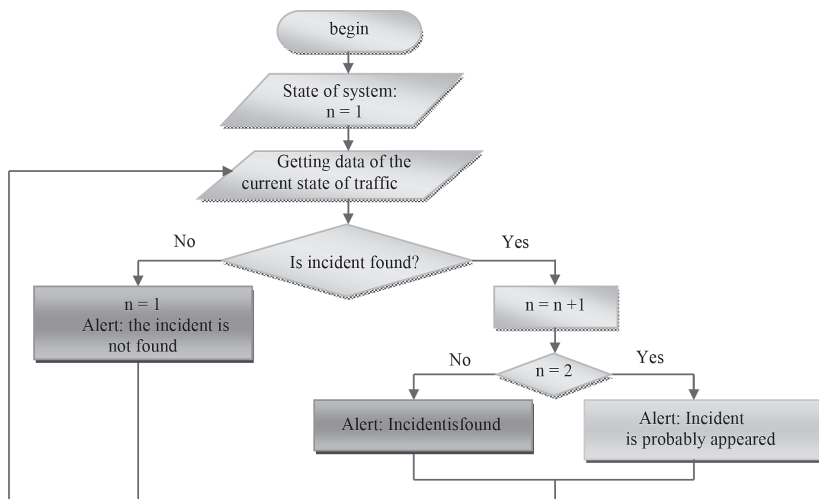 begin
State of system:
n = 1
Getting data of the
current state of traffic
No
Is incident found?
Yes
n = 1
Alert: the incident is
not found
n = n +1
No
n = 2
Yes
Alert: Incidentisfound
Alert: Incident
is probably appeared